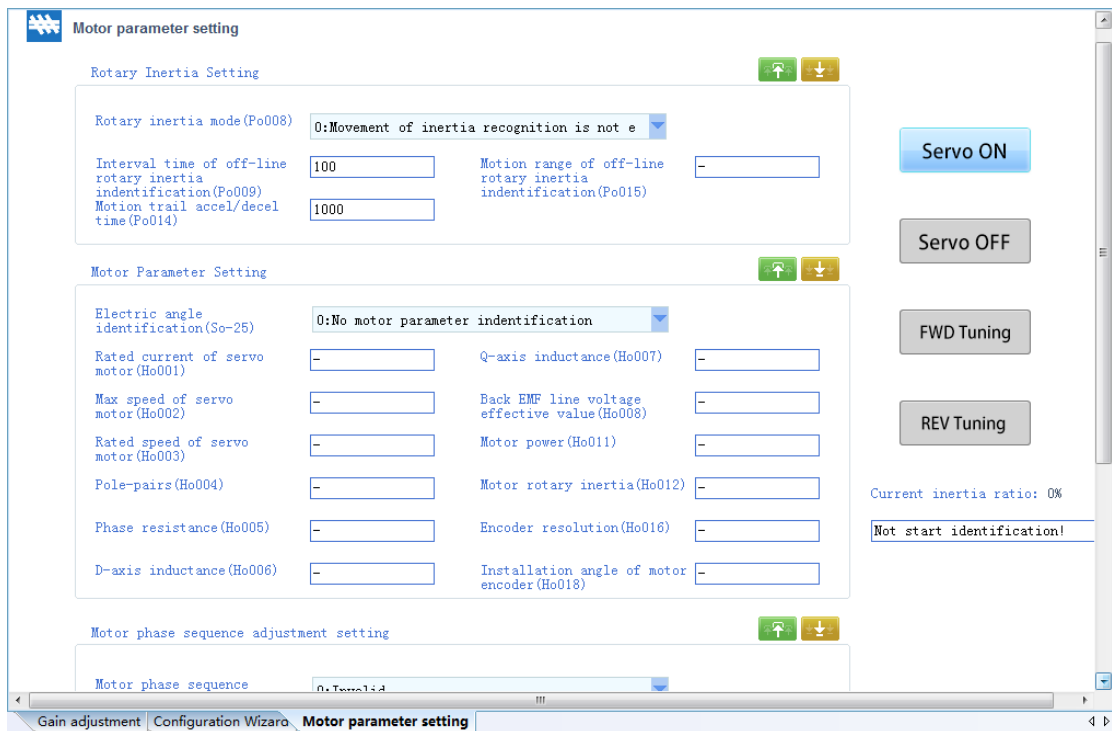 Motor parameter setting
Rotary Inertia Setting
Rotary inertia mode(Po008)
0:Movement of inertia recognition is not e
Interval time of off-line
rotary inertia
indentification(Po009)
100
Motion range of off-line
rotary inertia
indentification(Po015)
-
Motion trail accel/decel
time(Po014)
1000
Servo ON
Servo OFF
FWD Tuning
REV Tuning
Current inertia ratio: 0%
Not start identification!
Motor Parameter Setting
Electric angle
identification(So-25)
0:No motor parameter indentification
Rated current of servo
motor(Ho001)
-
Q-axis inductance(Ho007)
-
Max speed of servo
motor(Ho002)
-
Back EMF line voltage
effective value(Ho008)
-
Rated speed of servo
motor(Ho003)
-
Motor power(Ho011)
-
Pole-pairs(Ho004)
-
Motor rotary inertia(Ho012)
-
Phase resistance(Ho005)
-
Encoder resolution(Ho016)
-
D-axis inductance(Ho006)
-
Installation angle of motor
encoder(Ho018)
-
Motor phase sequence adjustment setting
Motor phase sequence
0:Invalid
Gain adjustment
Configuration Wizard
Motor parameter setting